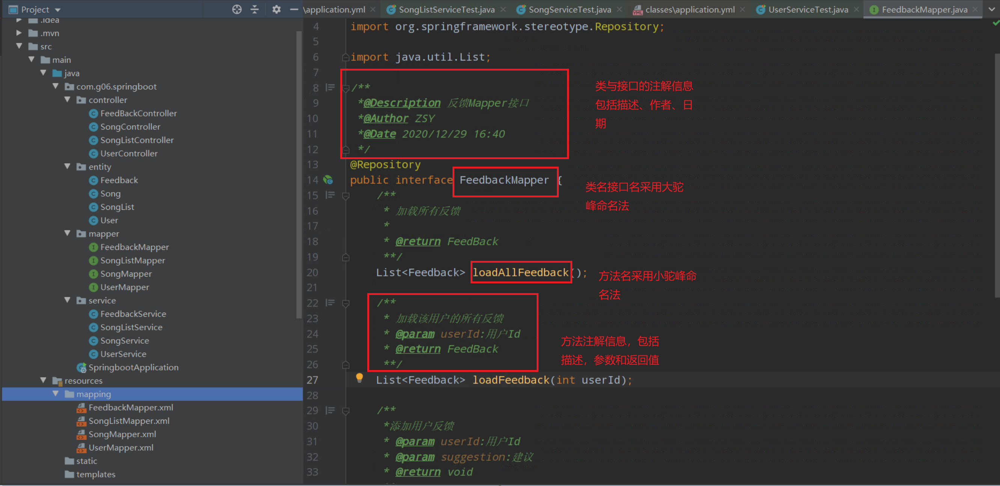 Project
.idea
.mvn
src
main
java
com.g06.springboot
controller
FeedBackController
SongController
SongListController
UserController
entity
Feedback
Song
SongList
User
mapper
FeedbackMapper
SongListMapper
SongMapper
UserMapper
service
FeedbackService
SongListService
SongService
UserService
SpringbootApplication
resources
mapping
FeedbackMapper.xml
SongListMapper.xml
SongMapper.xml
UserMapper.xml
static
templates
\application.yml
SongListServiceTest.java
SongServiceTest.java
classes\application.yml
UserServiceTest.java
FeedbackMapper.java
4 import org.springframework.stereotype.Repository;
5
6 import java.util.List;
7
8 /**
9 *@Description 反馈Mapper接口
10 *@Author ZSY
11 *@Date 2020/12/29 16:40
12 */
13 @Repository
14 public interface FeedbackMapper {
15 /**
16 * 加载所有反馈
17 *
18 * @return FeedBack
19 **/
20 List<Feedback> loadAllFeedback();
21
22 /**
23 * 加载该用户的所有反馈
24 * @param userId:用户Id
25 * @return FeedBack
26 **/
27 List<Feedback> loadFeedback(int userId);
28
29 /**
30 *添加用户反馈
31 * @param userId:用户Id
32 * @param suggestion:建议
33 * @return void
类与接口的注解信息
包括描述、作者、日
期
类名接口名采用大驼
峰命名法
方法名采用小驼峰命
名法
方法注解信息，包括
描述，参数和返回值